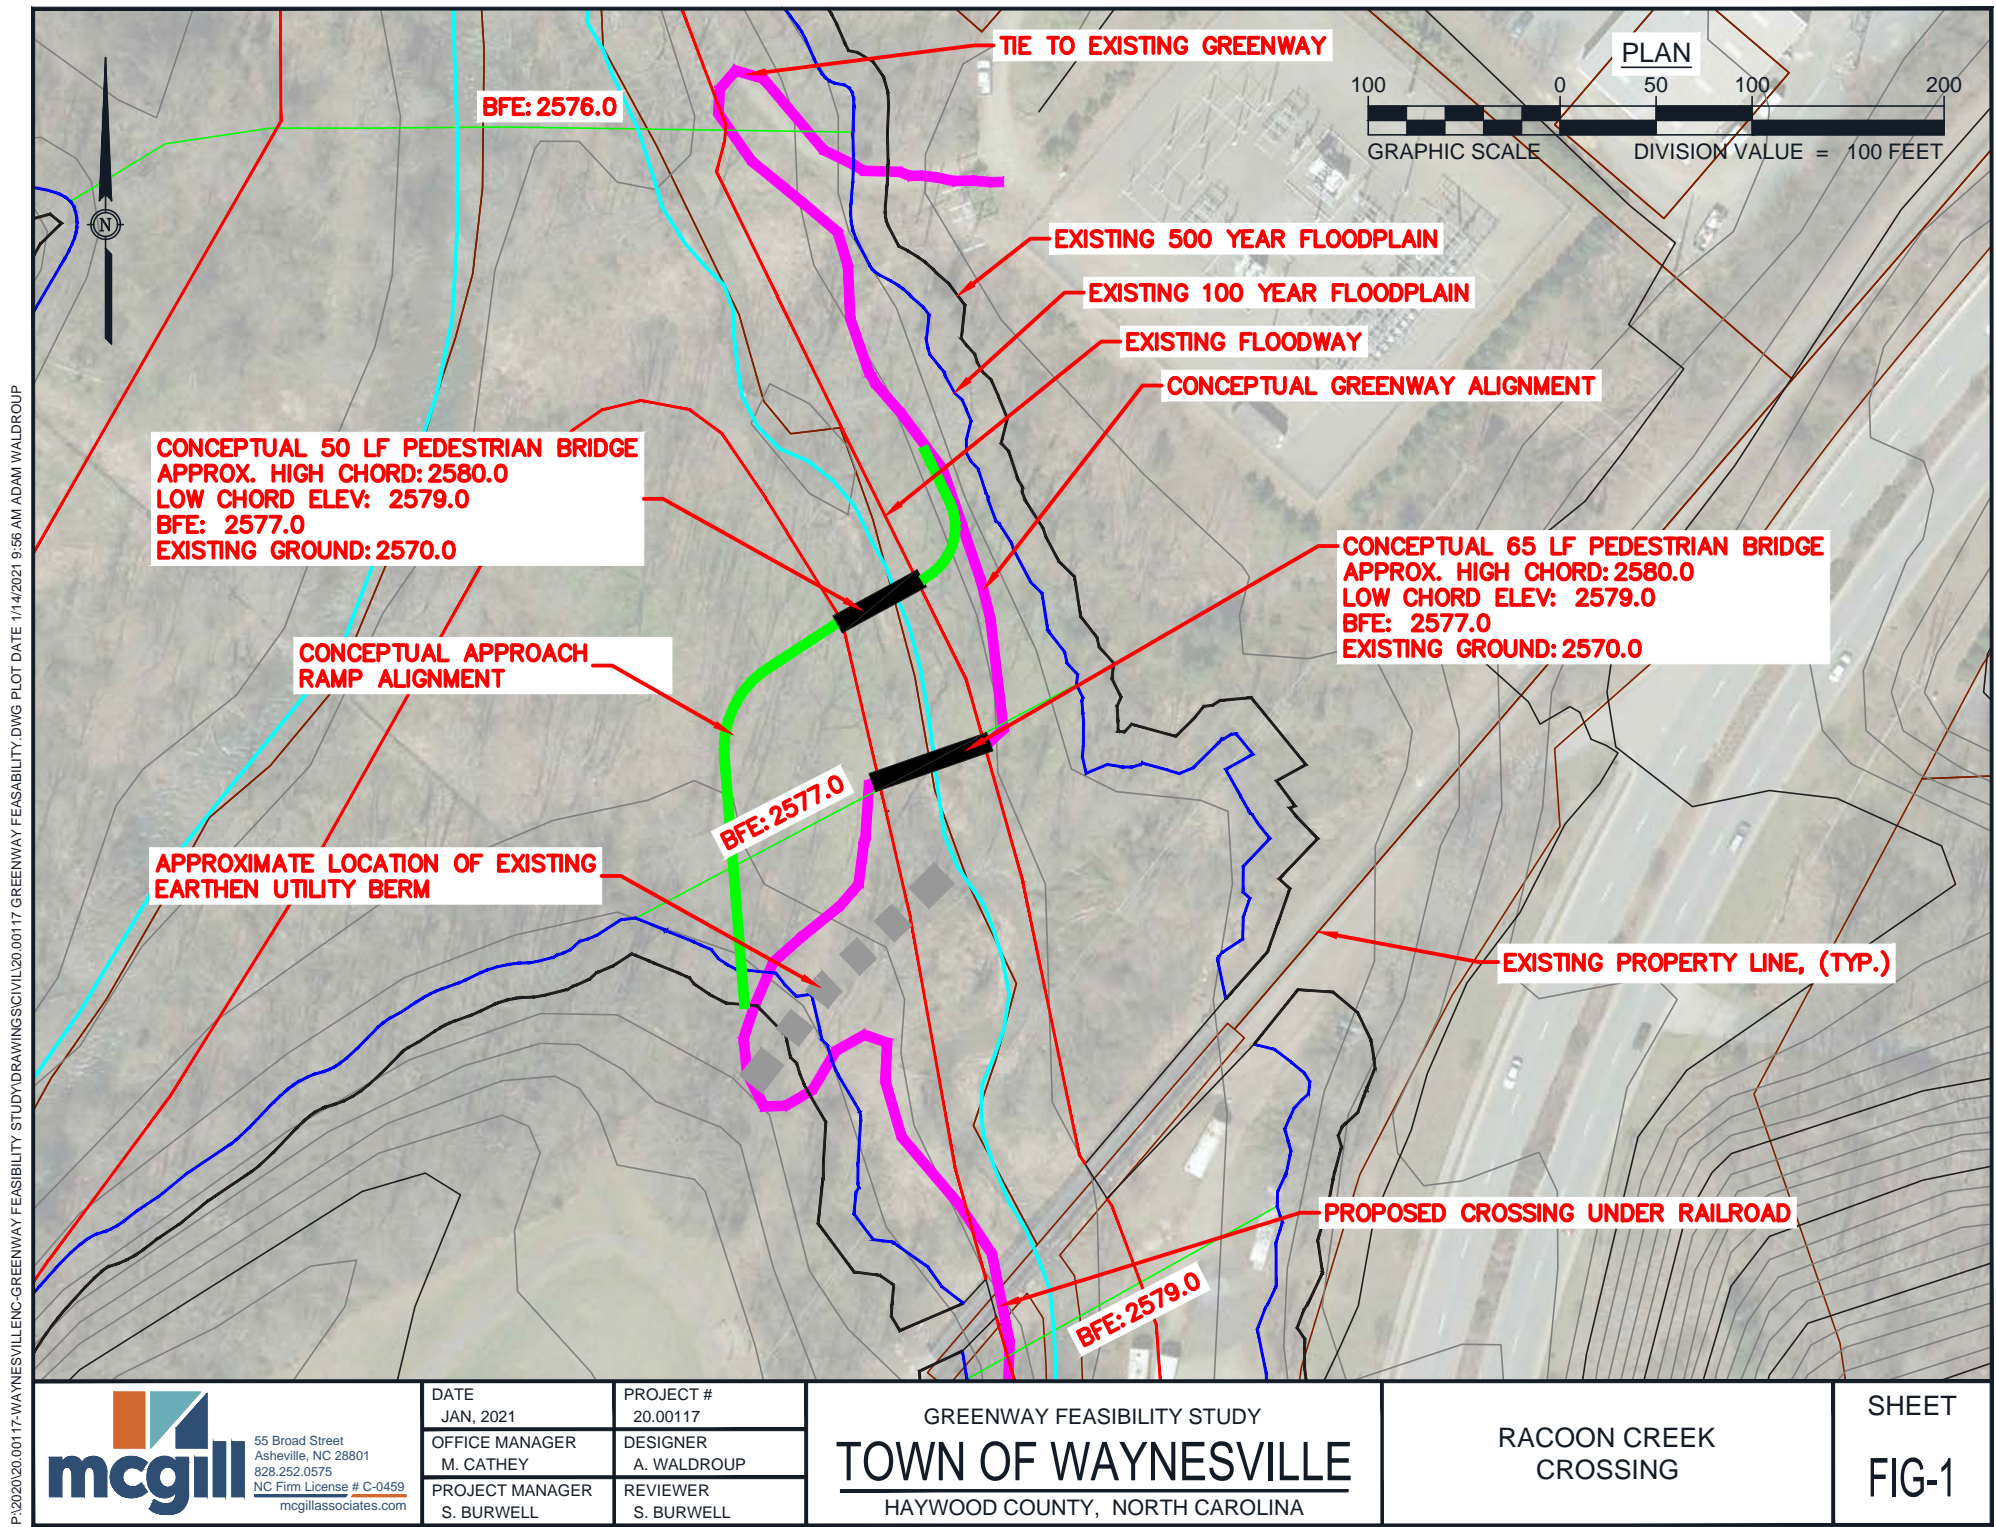 TIE TO EXISTING GREENWAY
PLAN
100 0 50 100 200
GRAPHIC SCALE DIVISION VALUE = 100 FEET
BFE: 2576.0
N
EXISTING 500 YEAR FLOODPLAIN
EXISTING 100 YEAR FLOODPLAIN
EXISTING FLOODWAY
CONCEPTUAL GREENWAY ALIGNMENT
CONCEPTUAL 50 LF PEDESTRIAN BRIDGE
APPROX. HIGH CHORD: 2580.0
LOW CHORD ELEV: 2579.0
BFE: 2577.0
EXISTING GROUND: 2570.0
CONCEPTUAL 65 LF PEDESTRIAN BRIDGE
APPROX. HIGH CHORD: 2580.0
LOW CHORD ELEV: 2579.0
BFE: 2577.0
EXISTING GROUND: 2570.0
CONCEPTUAL APPROACH
RAMP ALIGNMENT
BFE: 2577.0
APPROXIMATE LOCATION OF EXISTING
EARTHEN UTILITY BERM
EXISTING PROPERTY LINE, (TYP.)
PROPOSED CROSSING UNDER RAILROAD
BFE: 2579.0
P:\2020\20.00117-WAYNESVILLENC-GREENWAY FEASIBILITY STUDY\DRAWINGS\CIVIL\20.00117 GREENWAY FEASABILITY.DWG PLOT DATE 1/14/2021 9:56 AM ADAM WALDROUP
mcgill
55 Broad Street
Asheville, NC 28801
828.252.0575
NC Firm License # C-0459
mcgillassociates.com
DATE
JAN, 2021
PROJECT #
20.00117
OFFICE MANAGER
M. CATHEY
DESIGNER
A. WALDROUP
PROJECT MANAGER
S. BURWELL
REVIEWER
S. BURWELL
GREENWAY FEASIBILITY STUDY
TOWN OF WAYNESVILLE
HAYWOOD COUNTY, NORTH CAROLINA
RACOON CREEK
CROSSING
SHEET
FIG-1